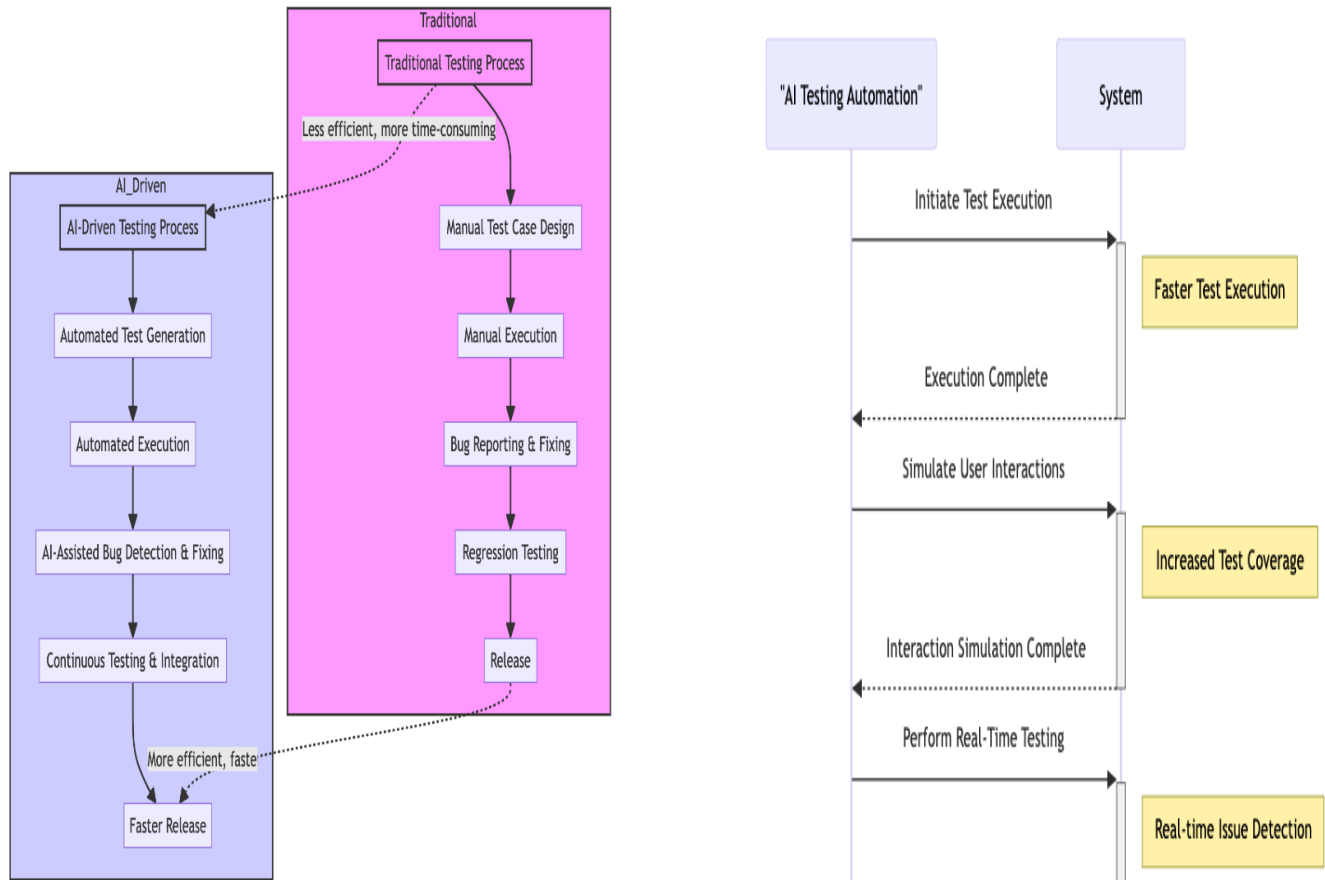 Traditional
Traditional Testing Process
Less efficient, more time-consuming
Manual Test Case Design
Manual Execution
Bug Reporting & Fixing
Regression Testing
Release
AI_Driven
AI-Driven Testing Process
Automated Test Generation
Automated Execution
AI-Assisted Bug Detection & Fixing
Continuous Testing & Integration
More efficient, faste
Faster Release
"AI Testing Automation"
System
Initiate Test Execution
Faster Test Execution
Execution Complete
Simulate User Interactions
Increased Test Coverage
Interaction Simulation Complete
Perform Real-Time Testing
Real-time Issue Detection